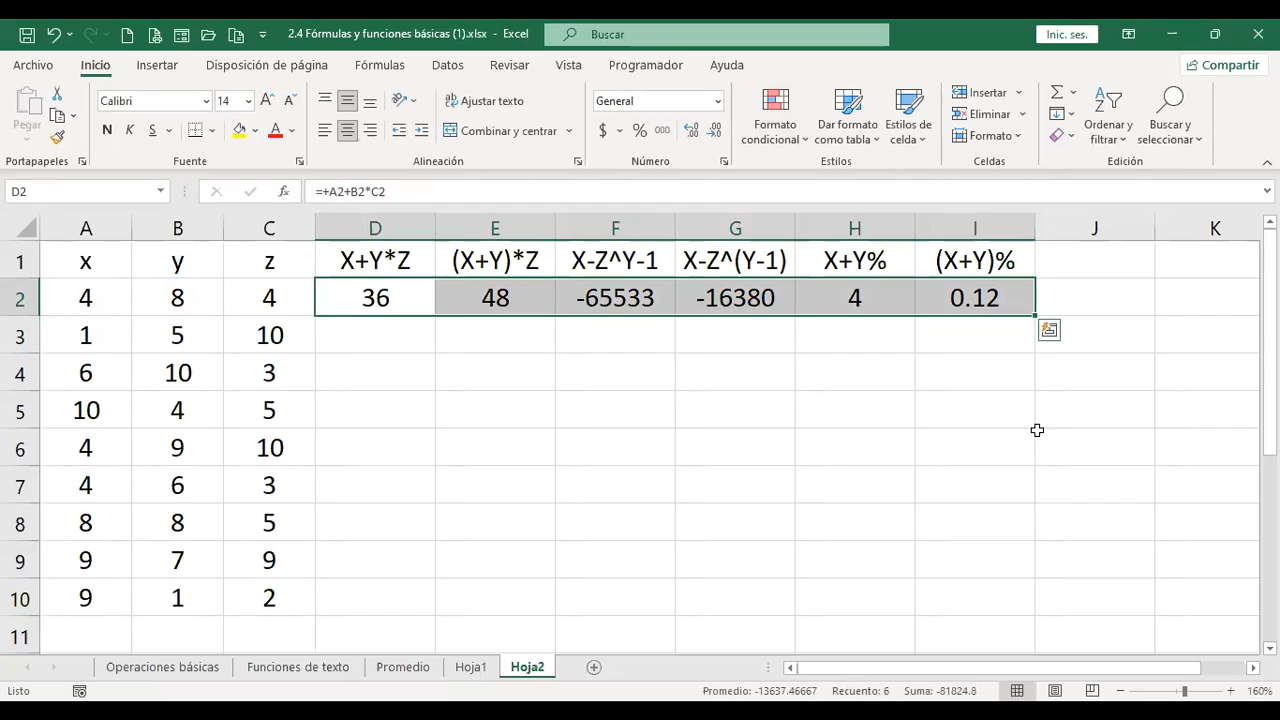 2.4 Fórmulas y funciones básicas (1).xlsx - Excel
Buscar
Inic. ses.
Archivo Inicio Insertar Disposición de página Fórmulas Datos Revisar Vista Programador Ayuda
Compartir
Pegar
Calibri 14
Ajustar texto
General
Formato condicional
Dar formato como tabla
Estilos de celda
Insertar
Eliminar
Formato
Ordenar y filtrar
Buscar y seleccionar
N K S
Combinar y centrar
$ % 000
Portapapeles Fuente Alineación Número Estilos Celdas Edición
D2 fx =+A2+B2*C2
A B C D E F G H I J K
1 x y z X+Y*Z (X+Y)*Z X-Z^Y-1 X-Z^(Y-1) X+Y% (X+Y)%
2 4 8 4 36 48 -65533 -16380 4 0.12
3 1 5 10
4 6 10 3
5 10 4 5
6 4 9 10
7 4 6 3
8 8 8 5
9 9 7 9
10 9 1 2
11
Operaciones básicas Funciones de texto Promedio Hoja1 Hoja2
Listo Promedio: -13637.46667 Recuento: 6 Suma: -81824.8 160%